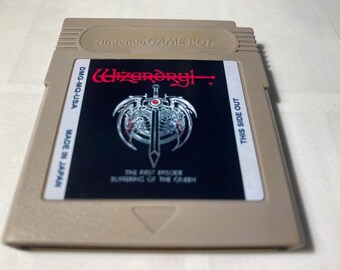 Nintendo GAME BOY
DMG-MQ-USA
MADE IN JAPAN
Wizardry
THE FIRST EPISODE
SUFFERING OF THE QUEEN
THIS SIDE OUT